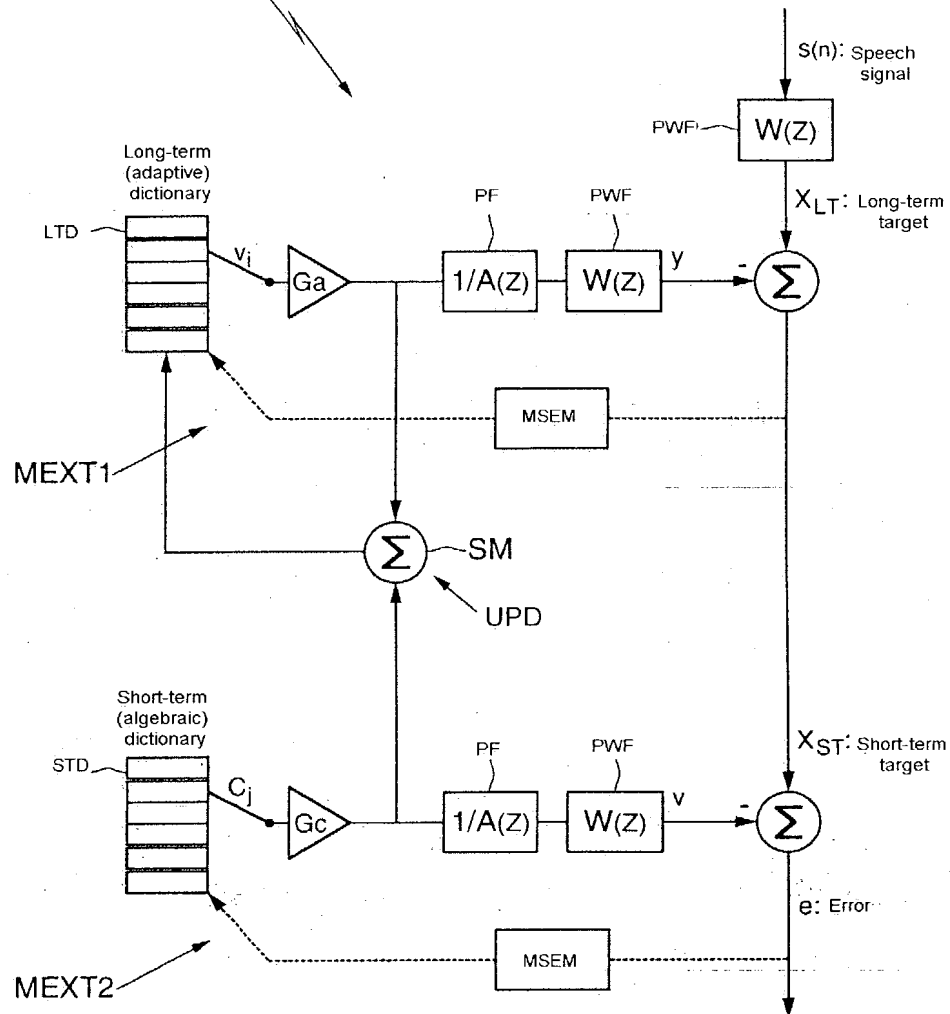 s(n): Speech
signal
PWF
W(Z)
Long-term
(adaptive)
dictionary
LTD
vi
Ga
PF
1/A(Z)
PWF
W(Z)
y
-
XLT: Long-term
target
Σ
MSEM
MEXT1
Σ
SM
UPD
Short-term
(algebraic)
dictionary
STD
Cj
Gc
PF
1/A(Z)
PWF
W(Z)
v
-
XST: Short-term
target
Σ
e: Error
MSEM
MEXT2